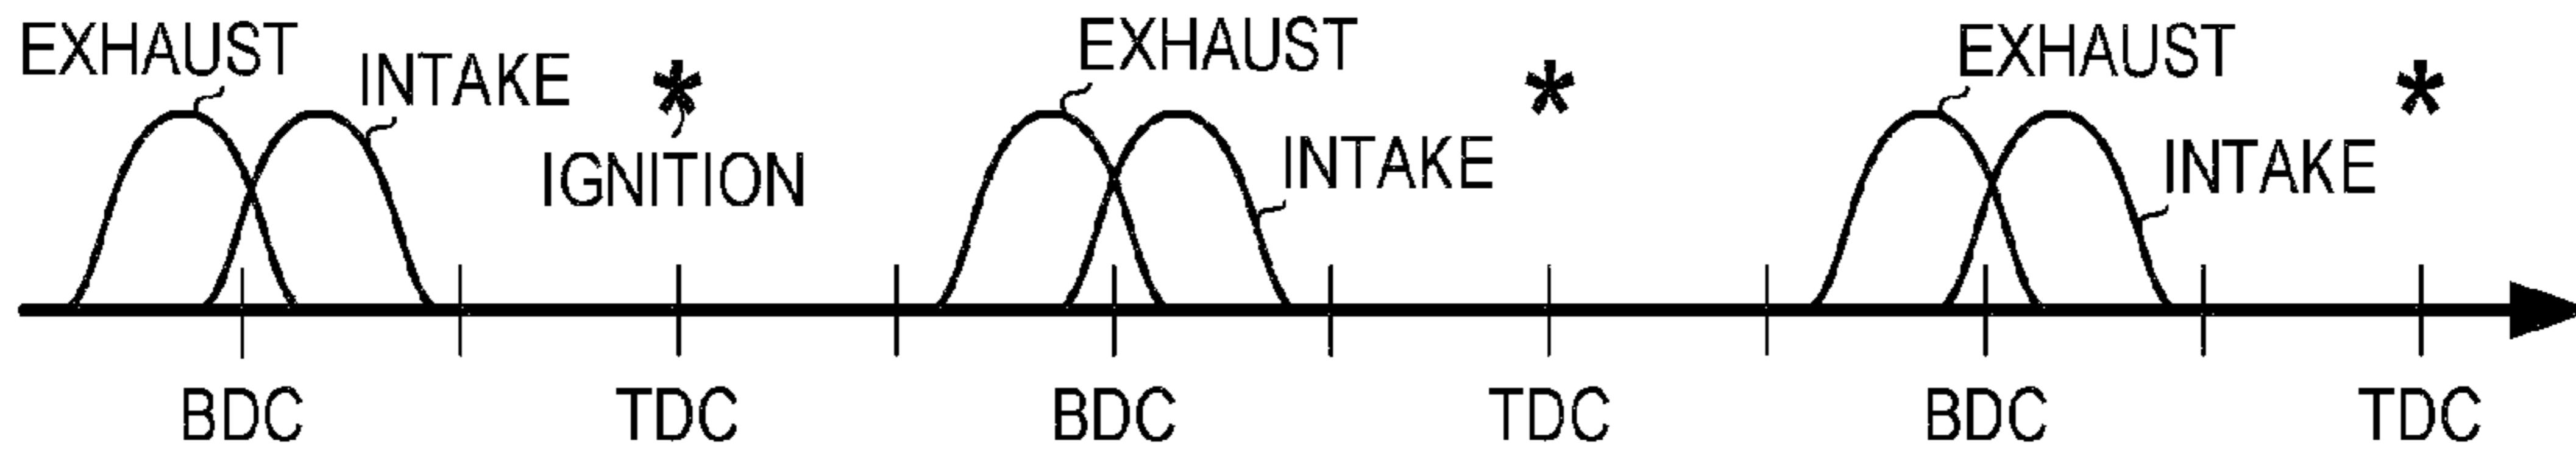 EXHAUST
INTAKE
*
IGNITION
EXHAUST
INTAKE
*
EXHAUST
INTAKE
*
BDC
TDC
BDC
TDC
BDC
TDC